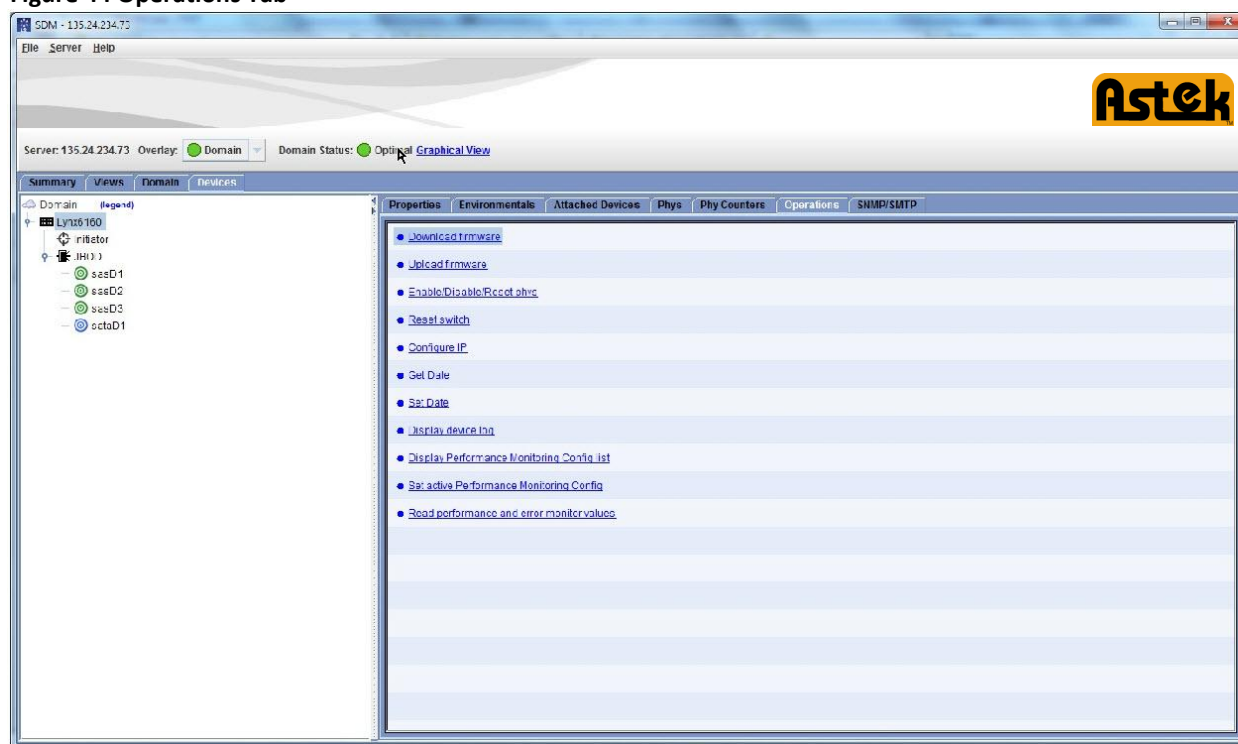 Operations Tab
SDM - 135.24.234.73
File Server Help
Astek
Server: 135.24.234.73 Overlay: Domain Domain Status: Optimal Graphical View
Summary Views Domain Devices
Domain (legend)
Lynx6160
Initiator
JBOD
sasD1
sasD2
sasD3
sataD1
Properties Environmentals Attached Devices Phys Phy Counters Operations SNMP/SMTP
Download firmware
Upload firmware
Enable/Disable/Reset phys
Reset switch
Configure IP
Get Date
Set Date
Display device log
Display Performance Monitoring Config list
Set active Performance Monitoring Config
Read performance and error monitor values